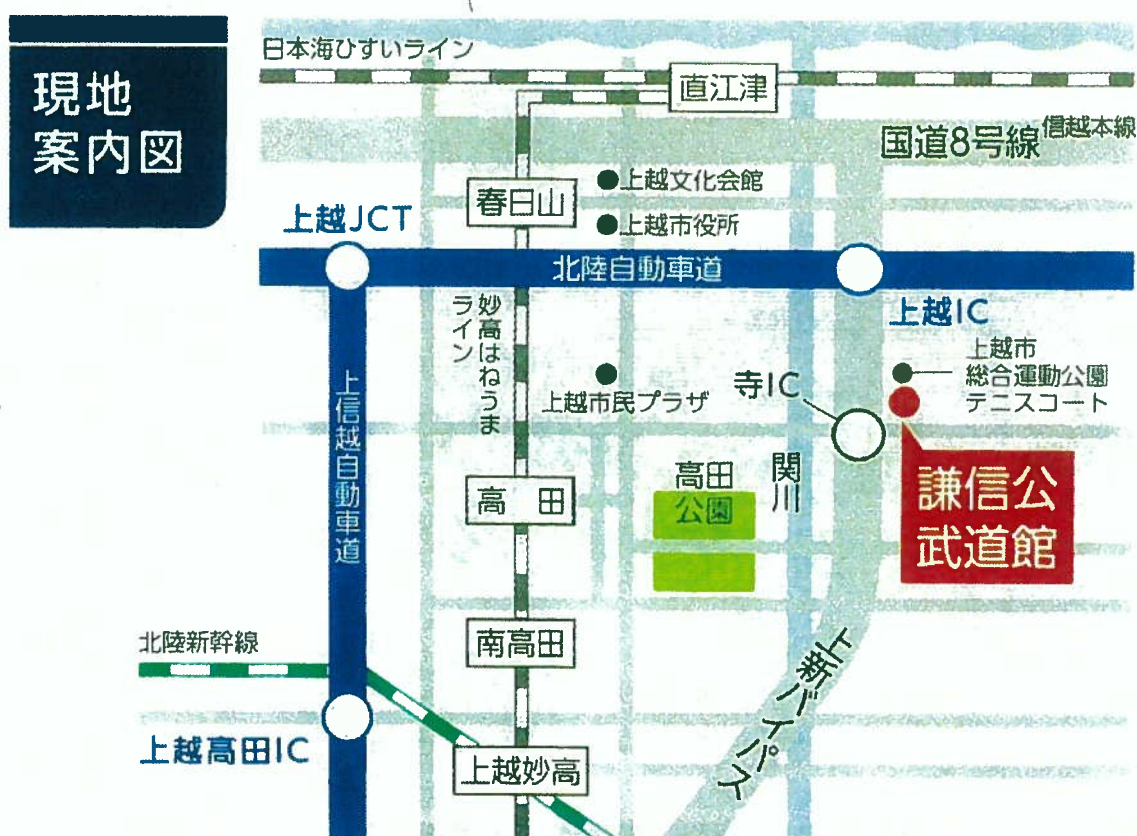 現地
案内図
日本海ひすいライン
直江津
国道8号線
信越本線
春日山
●上越文化会館
●上越市役所
上越JCT
北陸自動車道
上越IC
妙高はねうま
ライン
上越市
総合運動公園
テニスコート
上越市民プラザ
寺IC
上信越自動車道
高田
高田
公園
関川
謙信公
武道館
北陸新幹線
南高田
上新バイパス
上越高田IC
上越妙高